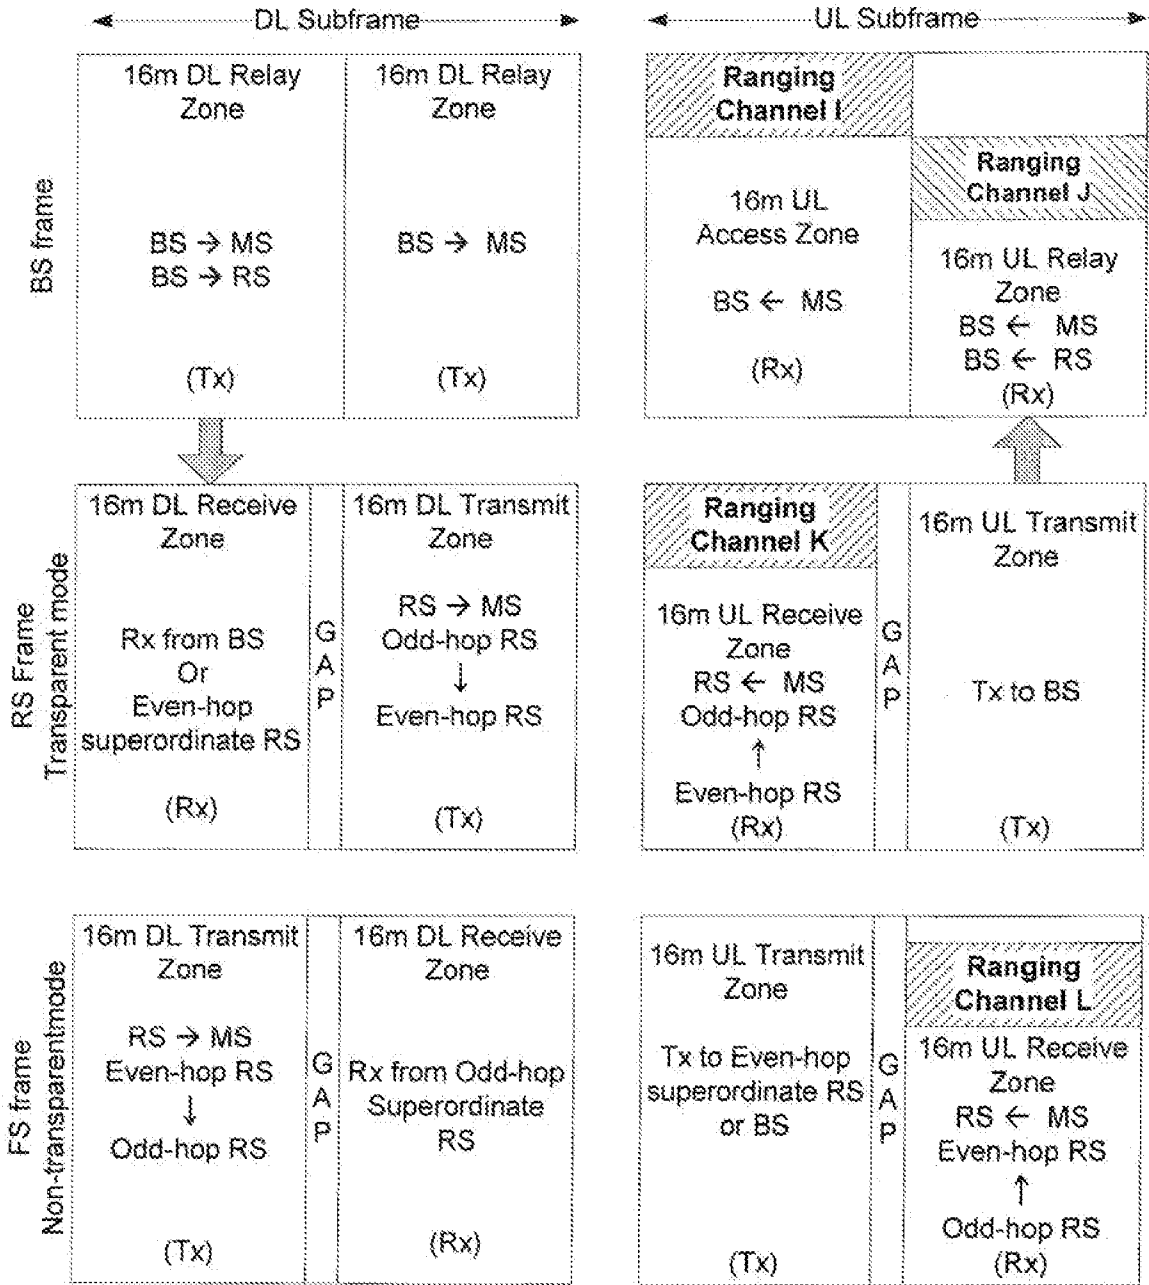 DL Subframe
UL Subframe
BS frame
16m DL Relay
Zone
BS → MS
BS → RS
(Tx)
16m DL Relay
Zone
BS → MS
(Tx)
Ranging
Channel I
16m UL
Access Zone
BS ← MS
(Rx)
Ranging
Channel J
16m UL Relay
Zone
BS ← MS
BS ← RS
(Rx)
RS Frame
Transparent mode
16m DL Receive
Zone
Rx from BS
Or
Even-hop
superordinate RS
(Rx)
GAP
16m DL Transmit
Zone
RS → MS
Odd-hop RS
↓
Even-hop RS
(Tx)
Ranging
Channel K
16m UL Receive
Zone
RS ← MS
Odd-hop RS
↑
Even-hop RS
(Rx)
GAP
16m UL Transmit
Zone
Tx to BS
(Tx)
FS frame
Non-transparentmode
16m DL Transmit
Zone
RS → MS
Even-hop RS
↓
Odd-hop RS
(Tx)
GAP
16m DL Receive
Zone
Rx from Odd-hop
Superordinate
RS
(Rx)
16m UL Transmit
Zone
Tx to Even-hop
superordinate RS
or BS
(Tx)
GAP
Ranging
Channel L
16m UL Receive
Zone
RS ← MS
Even-hop RS
↑
Odd-hop RS
(Rx)